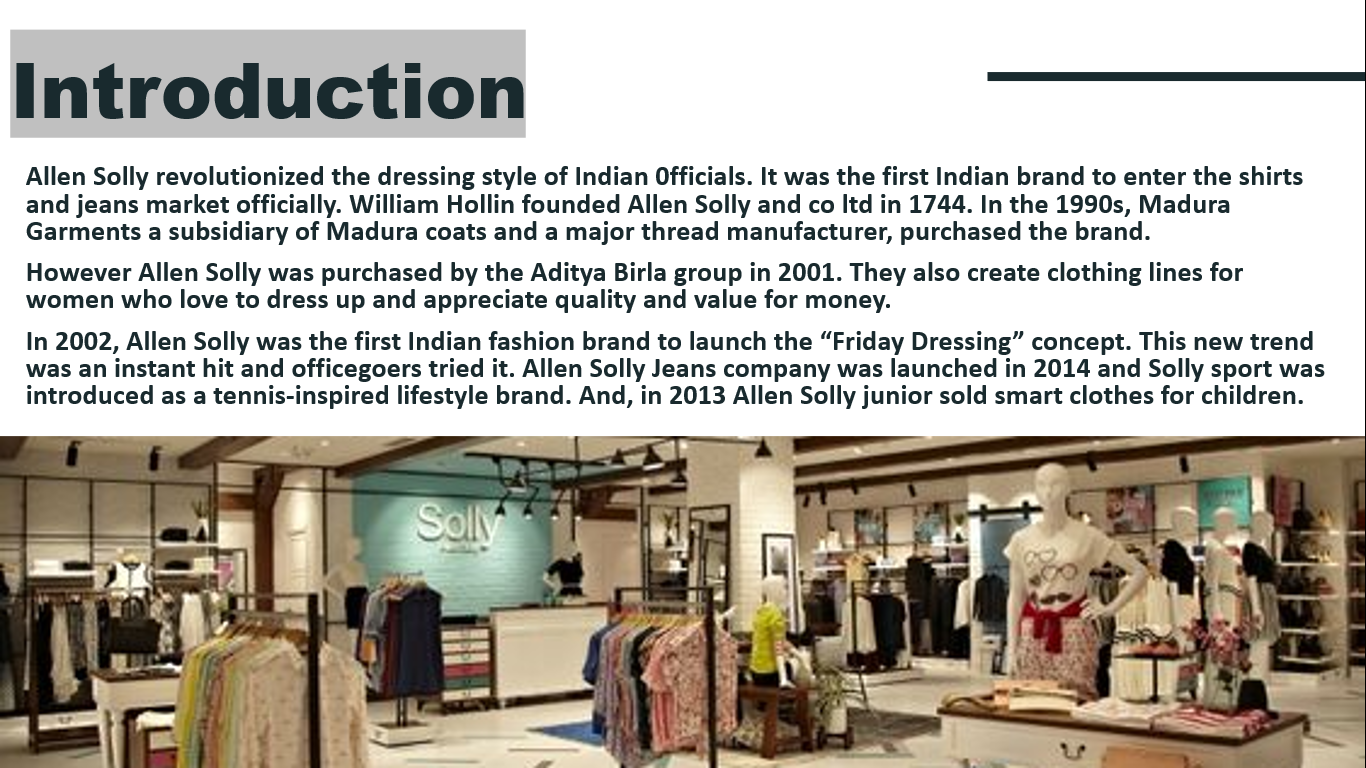 Introduction
Allen Solly revolutionized the dressing style of Indian 0fficials. It was the first Indian brand to enter the shirts
and jeans market officially. William Hollin founded Allen Solly and co ltd in 1744. In the 1990s, Madura
Garments a subsidiary of Madura coats and a major thread manufacturer, purchased the brand.
However Allen Solly was purchased by the Aditya Birla group in 2001. They also create clothing lines for
women who love to dress up and appreciate quality and value for money.
In 2002, Allen Solly was the first Indian fashion brand to launch the “Friday Dressing” concept. This new trend
was an instant hit and officegoers tried it. Allen Solly Jeans company was launched in 2014 and Solly sport was
introduced as a tennis-inspired lifestyle brand. And, in 2013 Allen Solly junior sold smart clothes for children.
Solly